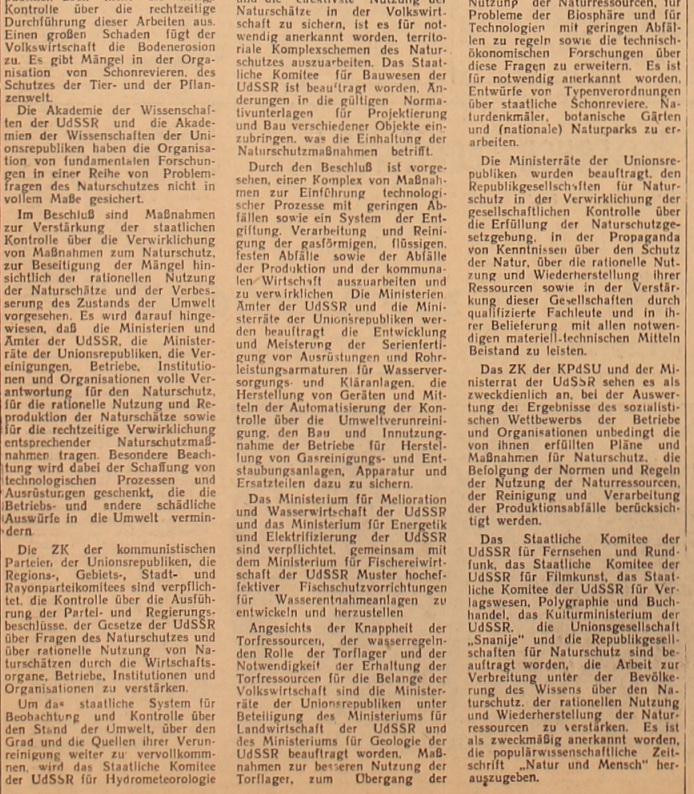 Kontrolle über die rechtzeitige
Durchführung dieser Arbeiten aus.
Einen großen Schaden fügt der
Volkswirtschaft die Bodenerosion
zu. Es gibt Mängel in der Orga-
nisation von Schonrevieren, des
Schutzes der Tier- und der Pflan-
zenwelt.
Die Akademie der Wissenschaf-
ten der UdSSR und die Akade-
mien der Wissenschaften der Uni-
onsrepubliken haben die Organisa-
tion von fundamentalen Forschun-
gen in einer Reihe von Problem-
fragen des Naturschutzes nicht in
vollem Maße gesichert.
Im Beschluß sind Maßnahmen
zur Verstärkung der staatlichen
Kontrolle über die Verwirklichung
von Maßnahmen zum Naturschutz,
zur Beseitigung der Mängel hin-
sichtlich der rationellen Nutzung
der Naturschätze und der Verbes-
serung des Zustands der Umwelt
vorgesehen. Es wird darauf hinge-
wiesen, daß die Ministerien und
Ämter der UdSSR, die Minister-
räte der Unionsrepubliken, die Ver-
einigungen, Betriebe, Institutio-
nen und Organisationen volle Ver-
antwortung für den Naturschutz,
für die rationelle Nutzung und Re-
produktion der Naturschätze sowie
für die rechtzeitige Verwirklichung
entsprechender Naturschutzmaß-
nahmen tragen. Besondere Beach-
tung wird dabei der Schaffung von
technologischen Prozessen und
Ausrüstungen geschenkt, die die
Betriebs- und andere schädliche
Auswürfe in die Umwelt vermin-
dern.
Die ZK der kommunistischen
Parteien der Unionsrepubliken, die
Regions-, Gebiets-, Stadt- und
Rayonparteikomitees sind verpflich-
tet, die Kontrolle über die Ausfüh-
rung der Partei- und Regierungs-
beschlüsse, der Gesetze der UdSSR
über Fragen des Naturschutzes und
über rationelle Nutzung von Na-
turschätzen durch die Wirtschafts-
organe, Betriebe, Institutionen und
Organisationen zu verstärken.
Um das staatliche System für
Beobachtung und Kontrolle über
den Stand der Umwelt, über den
Grad und die Quellen ihrer Verun-
reinigung weiter zu vervollkomm-
nen, wird das Staatliche Komitee
der UdSSR für Hydrometeorologie
und die effektivste Nutzung der
Naturschätze in der Volkswirt-
schaft zu sichern, ist es für not-
wendig anerkannt worden, territo-
riale Komplexschemen des Natur-
schutzes auszuarbeiten. Das Staat-
liche Komitee für Bauwesen der
UdSSR ist beauftragt worden, Än-
derungen in die gültigen Norma-
tivunterlagen für Projektierung
und Bau verschiedener Objekte ein-
zubringen, was die Einhaltung der
Naturschutzmaßnahmen betrifft.
Durch den Beschluß ist vorge-
sehen, einen Komplex von Maßnah-
men zur Einführung technologi-
scher Prozesse mit geringen Ab-
fällen sowie ein System der Ent-
giftung, Verarbeitung und Reini-
gung der gasförmigen, flüssigen,
festen Abfälle sowie der Abfälle
der Produktion und der kommuna-
len Wirtschaft auszuarbeiten und
zu verwirklichen Die Ministerien,
Ämter der UdSSR und die Mini-
sterräte der Unionsrepubliken wer-
den beauftragt die Entwicklung
und Meisterung der Serienferti-
gung von Ausrüstungen und Rohr-
leistungsarmaturen für Wasserver-
sorgungs- und Kläranlagen, die
Herstellung von Geräten und Mit-
teln der Automatisierung der Kon-
trolle über die Umweltverunreini-
gung, den Bau und Innutzung-
nahme der Betriebe für Herstel-
lung von Gasreinigungs- und Ent-
staubungsanlagen, Apparatur und
Ersatzteilen dazu zu sichern.
Das Ministerium für Melioration
und Wasserwirtschaft der UdSSR
und das Ministerium für Energetik
und Elektrifizierung der UdSSR
sind verpflichtet, gemeinsam mit
dem Ministerium für Fischereiwirt-
schaft der UdSSR Muster hochef-
fektiver Fischschutzvorrichtungen
für Wasserentnahmeanlagen zu
entwickeln und herzustellen
Angesichts der Knappheit der
Torfressourcen, der wasserregeln-
den Rolle der Torflager und der
Notwendigkeit der Erhaltung der
Torfressourcen für die Belange der
Volkswirtschaft sind die Minister-
räte der Unionsrepubliken unter
Beteiligung des Ministeriums für
Landwirtschaft der UdSSR und
des Ministeriums für Geologie der
UdSSR beauftragt worden, Maß-
nahmen zur besseren Nutzung der
Torflager, zum Übergang der
Nutzung der Naturressourcen, für
Probleme der Biosphäre und für
Technologien mit geringen Abfäl-
len zu regeln sowie die technisch-
ökonomischen Forschungen über
diese Fragen zu erweitern. Es ist
für notwendig anerkannt worden,
Entwürfe von Typenverordnungen
über staatliche Schonreviere, Na-
turdenkmäler, botanische Gärten
und (nationale) Naturparks zu er-
arbeiten.
Die Ministerräte der Unionsre-
publiken wurden beauftragt, den
Republikgesellschaften für Natur-
schutz in der Verwirklichung der
gesellschaftlichen Kontrolle über
die Erfüllung der Naturschutzge-
setzgebung, in der Propaganda
von Kenntnissen über den Schutz
der Natur, über die rationelle Nut-
zung und Wiederherstellung ihrer
Ressourcen sowie in der Verstär-
kung dieser Gesellschaften durch
qualifizierte Fachleute und in ih-
rer Belieferung mit allen notwen-
digen materiell-technischen Mitteln
Beistand zu leisten.
Das ZK der KPdSU und der Mi-
nisterrat der UdSSR sehen es als
zweckdienlich an, bei der Auswer-
tung der Ergebnisse des sozialisti-
schen Wettbewerbs der Betriebe
und Organisationen unbedingt die
von ihnen erfüllten Pläne und
Maßnahmen für Naturschutz, die
Befolgung der Normen und Regeln
der Nutzung der Naturressourcen,
der Reinigung und Verarbeitung
der Produktionsabfälle berücksich-
tigt werden.
Das Staatliche Komitee der
UdSSR für Fernsehen und Rund-
funk, das Staatliche Komitee der
UdSSR für Filmkunst, das Staat-
liche Komitee der UdSSR für Ver-
lagswesen, Polygraphie und Buch-
handel, das Kulturministerium der
UdSSR, die Unionsgesellschaft
„Snanije“ und die Republikgesell-
schaften für Naturschutz sind be-
auftragt worden, die Arbeit zur
Verbreitung unter der Bevölke-
rung des Wissens über den Na-
turschutz, der rationellen Nutzung
und Wiederherstellung der Natur-
ressourcen zu verstärken. Es ist
als zweckmäßig anerkannt worden,
die populärwissenschaftliche Zeit-
schrift „Natur und Mensch“ her-
auszugeben.